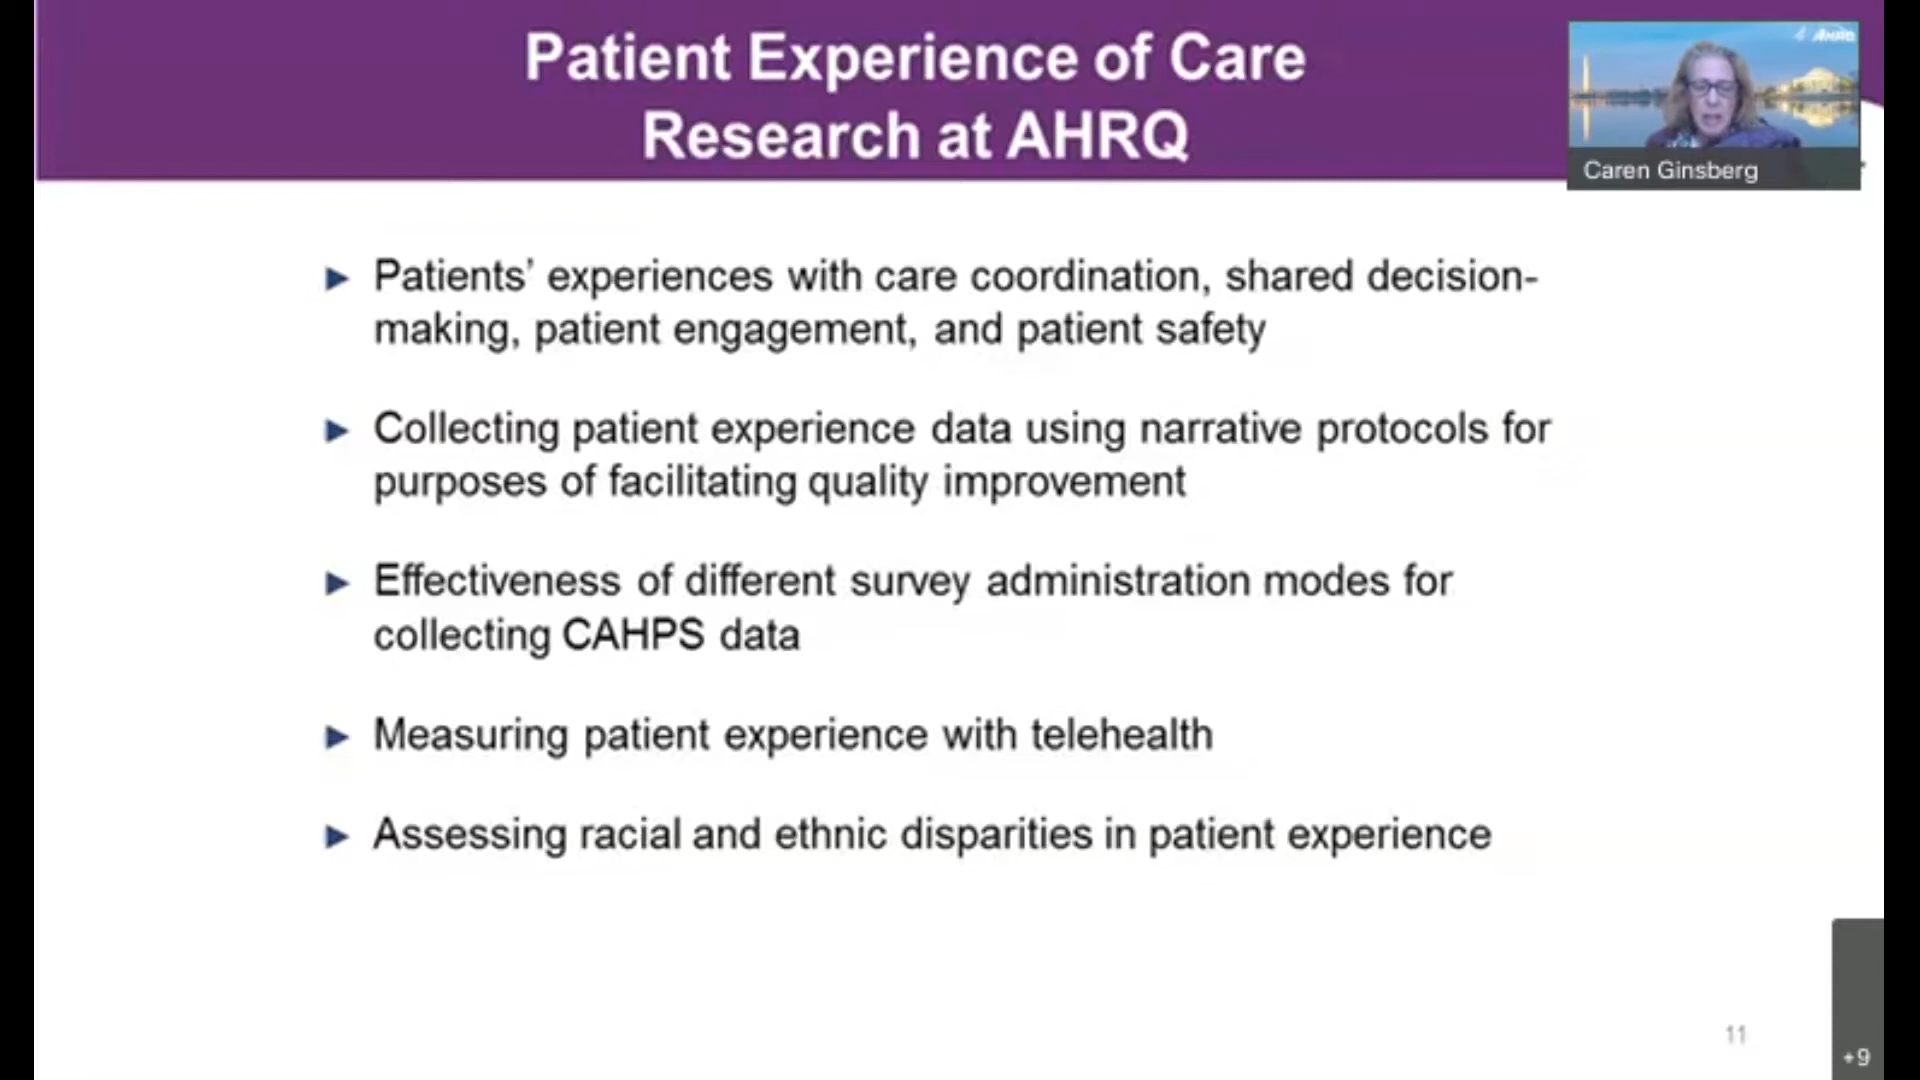 Patient Experience of Care
Research at AHRQ
AHRQ
Caren Ginsberg
► Patients’ experiences with care coordination, shared decision-
making, patient engagement, and patient safety
► Collecting patient experience data using narrative protocols for
purposes of facilitating quality improvement
► Effectiveness of different survey administration modes for
collecting CAHPS data
► Measuring patient experience with telehealth
► Assessing racial and ethnic disparities in patient experience
11
+9